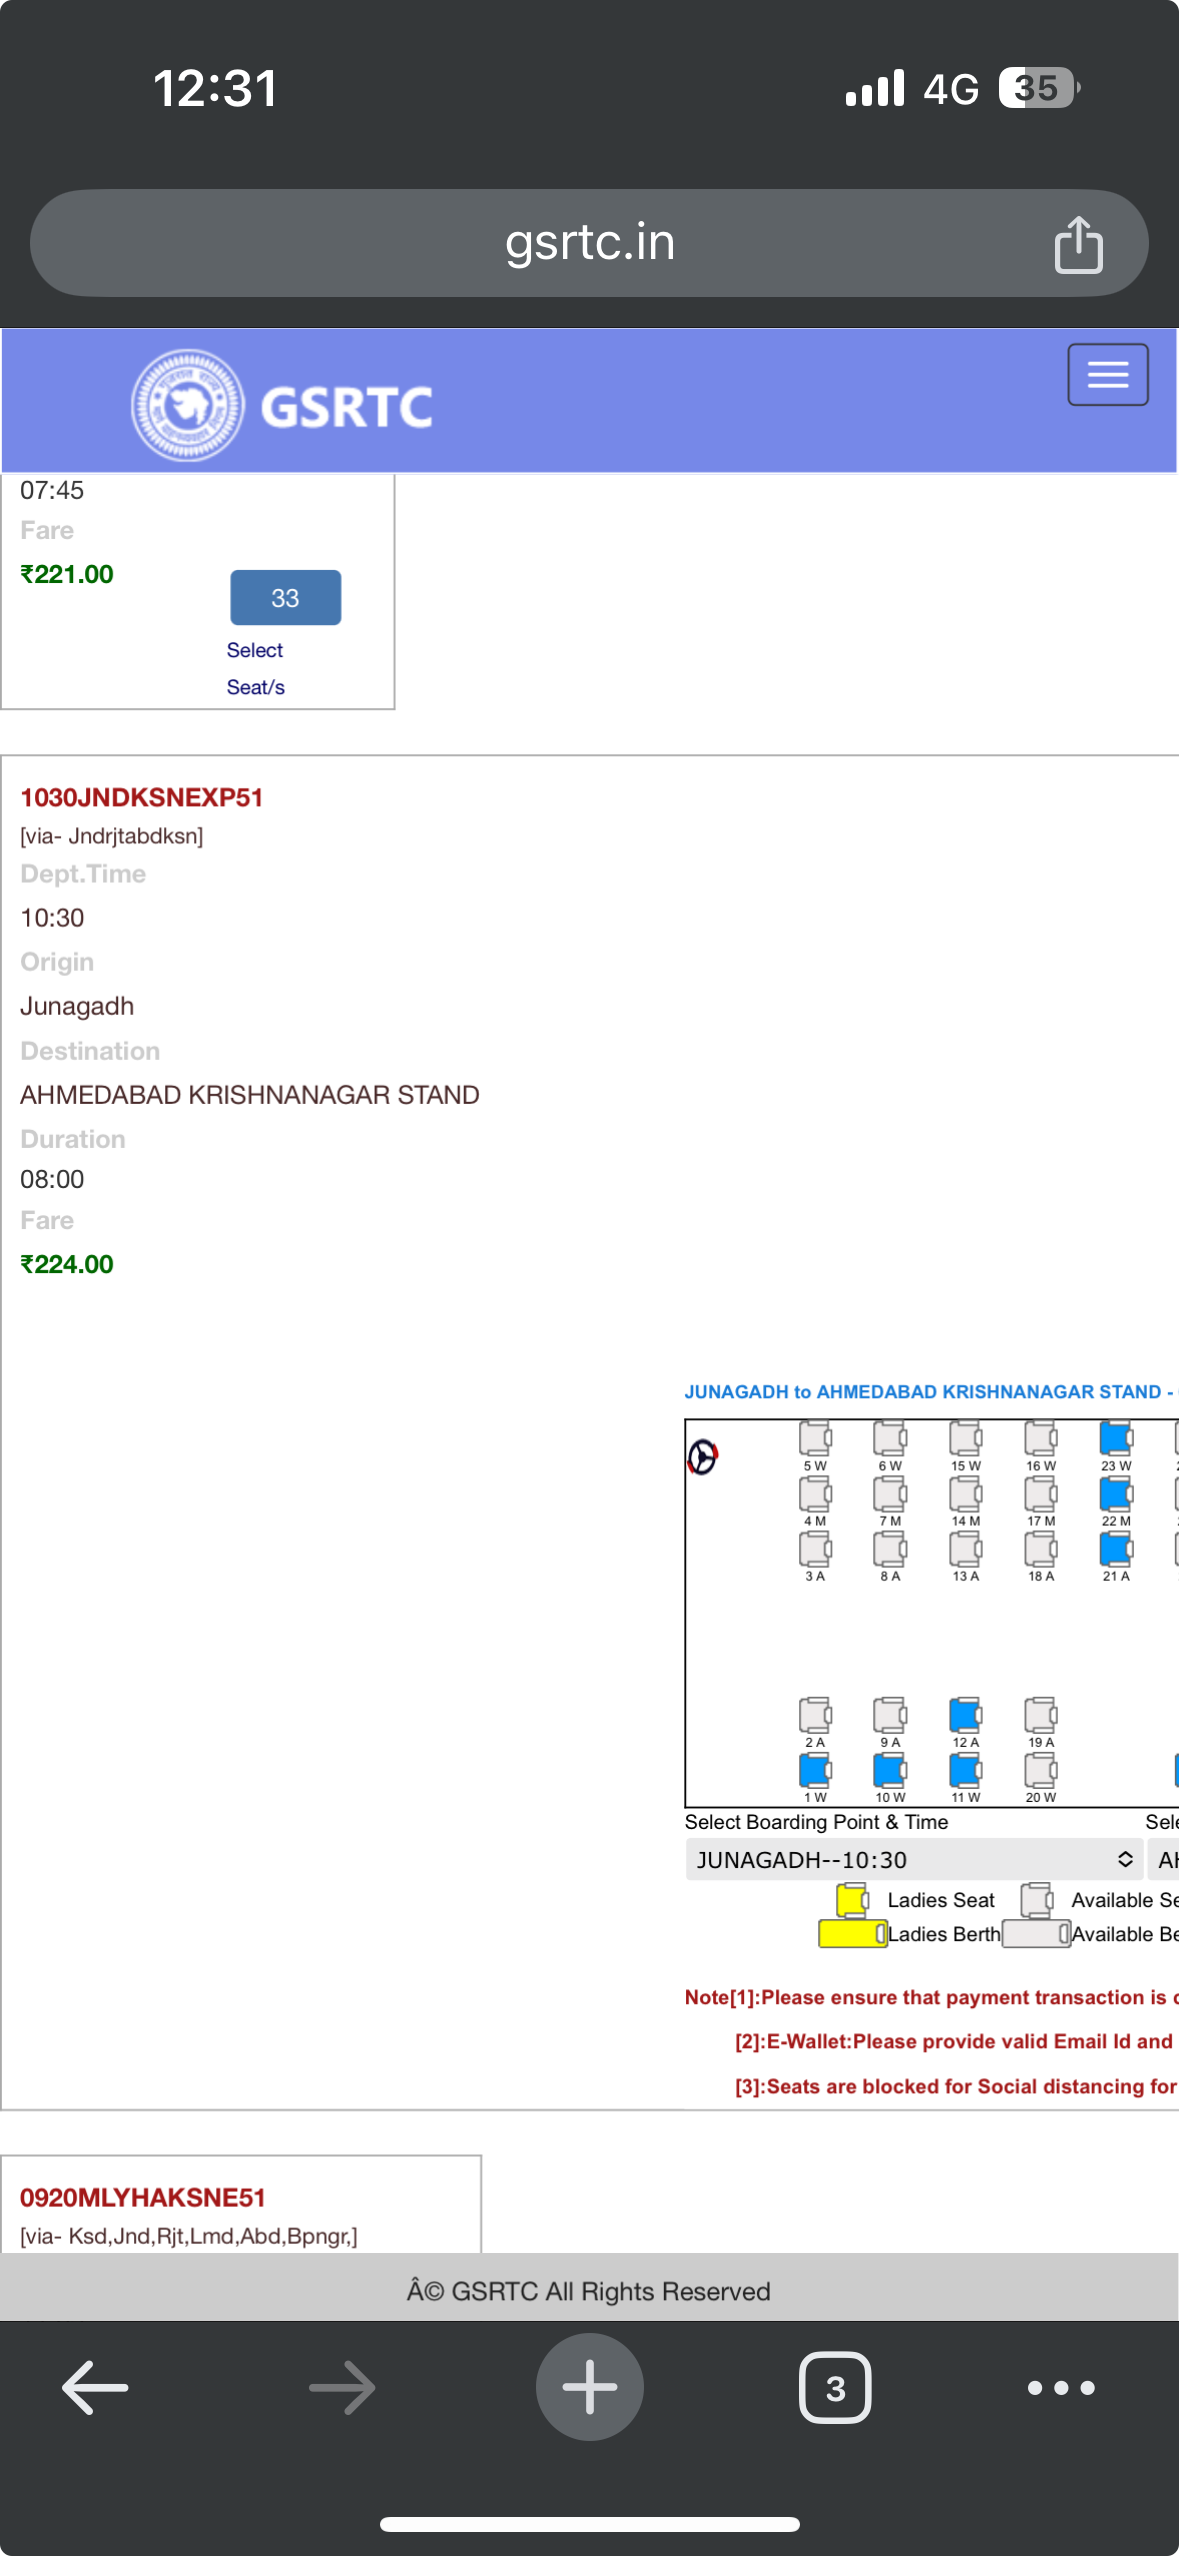 12:31
4G 35
gsrtc.in
GSRTC
07:45
Fare
₹221.00
33
Select
Seat/s
1030JNDKSNEXP51
[via- Jndrjtabdksn]
Dept.Time
10:30
Origin
Junagadh
Destination
AHMEDABAD KRISHNANAGAR STAND
Duration
08:00
Fare
₹224.00
JUNAGADH to AHMEDABAD KRISHNANAGAR STAND -
5 W 6 W 15 W 16 W 23 W
4 M 7 M 14 M 17 M 22 M
3 A 8 A 13 A 18 A 21 A
2 A 9 A 12 A 19 A
1 W 10 W 11 W 20 W
Select Boarding Point & Time
JUNAGADH--10:30
Ladies Seat Available
Ladies Berth Available
Note[1]:Please ensure that payment transaction is
[2]:E-Wallet:Please provide valid Email Id and
[3]:Seats are blocked for Social distancing for
0920MLYHAKSNE51
[via- Ksd,Jnd,Rjt,Lmd,Abd,Bpngr,]
Â© GSRTC All Rights Reserved
3